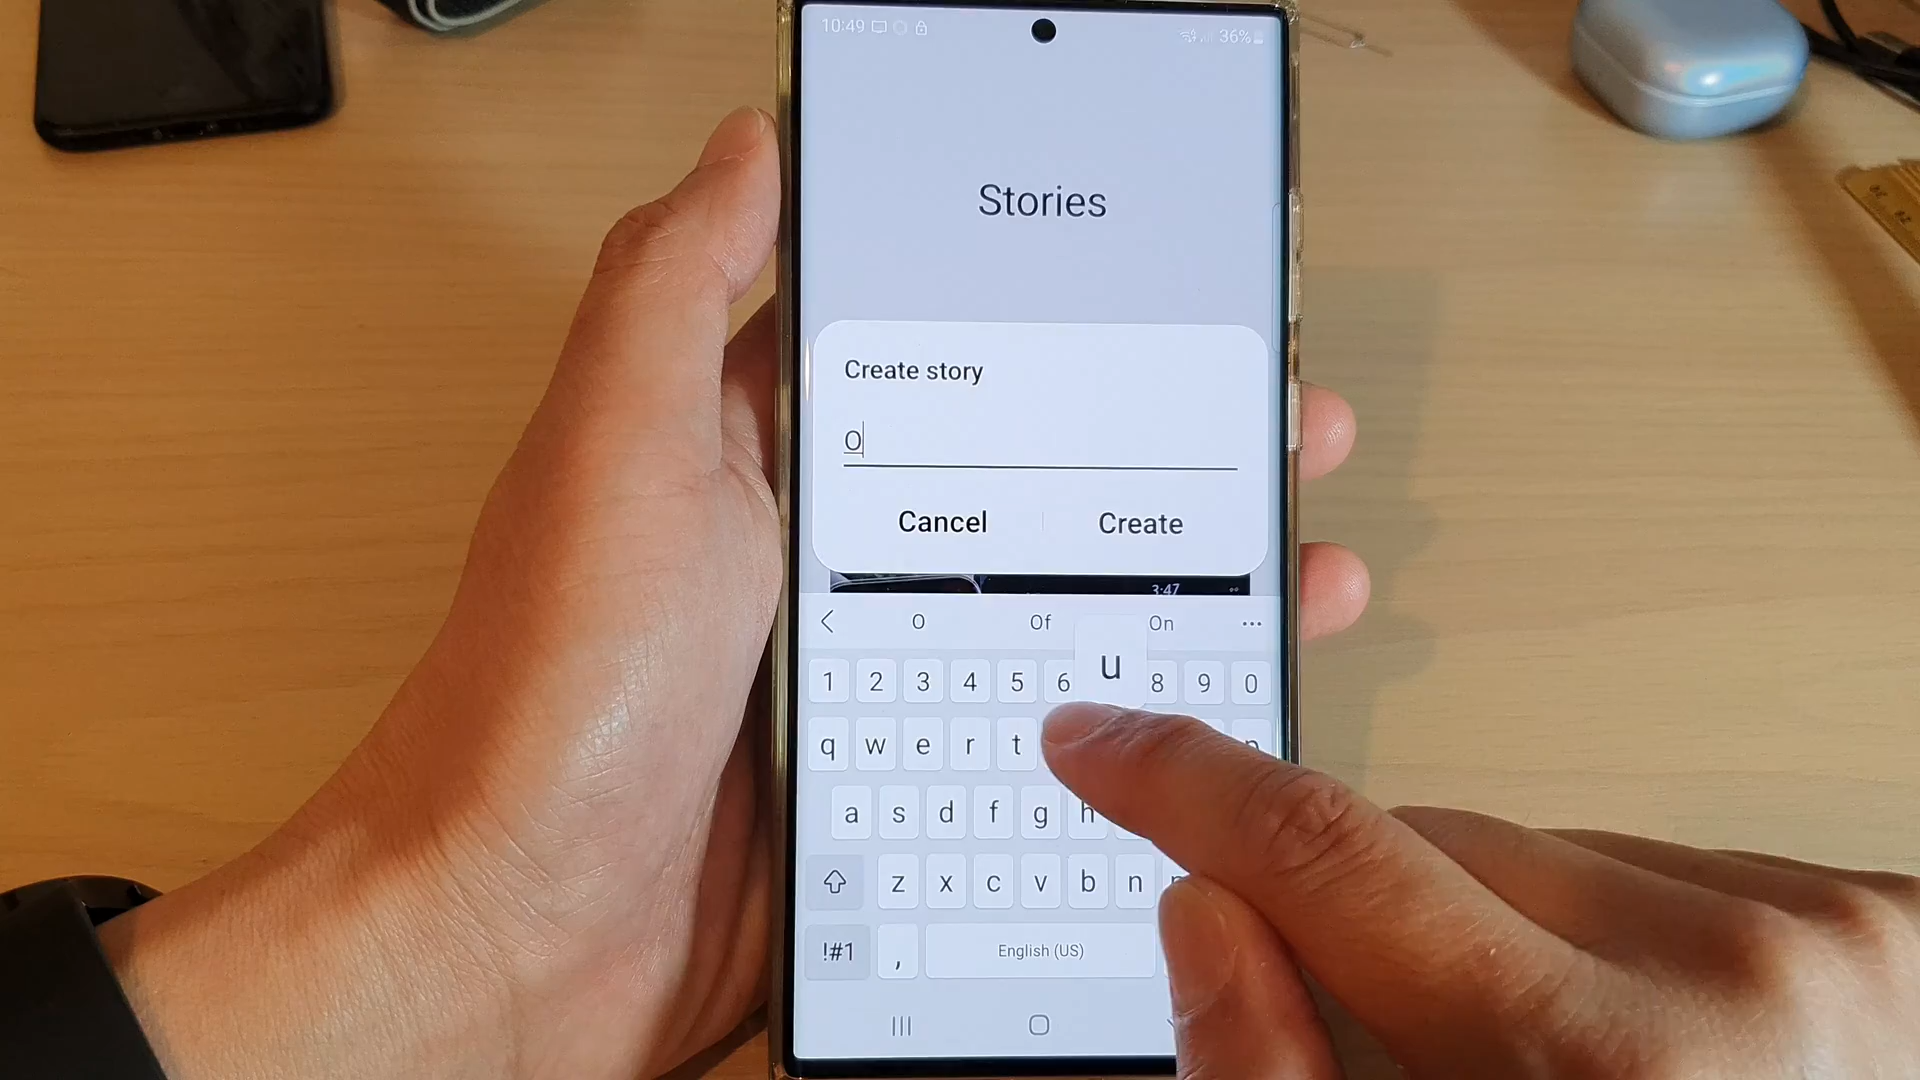 10:49 36%
Stories
Create story
O
Cancel Create
3:47
O Of On ...
u
1 2 3 4 5 6 8 9 0
q w e r t
a s d f g h
z x c v b n
!#1 , English (US)